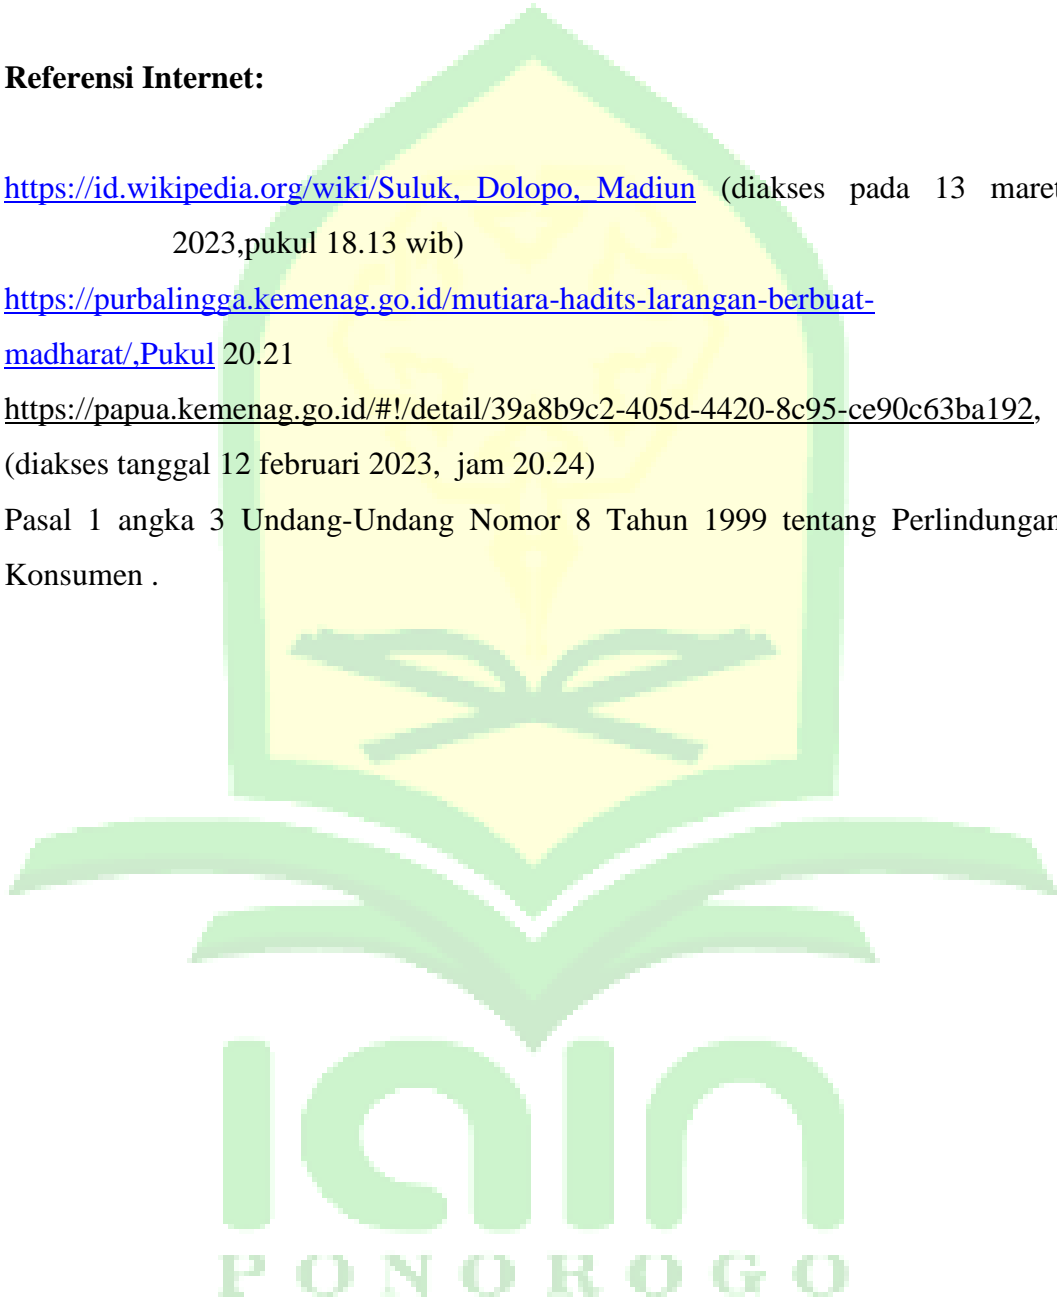 Referensi Internet:
https://id.wikipedia.org/wiki/Suluk,_Dolopo,_Madiun (diakses pada 13 maret
2023,pukul 18.13 wib)
https://purbalingga.kemenag.go.id/mutiara-hadits-larangan-berbuat-
madharat/,Pukul 20.21
https://papua.kemenag.go.id/#!/detail/39a8b9c2-405d-4420-8c95-ce90c63ba192,
(diakses tanggal 12 februari 2023, jam 20.24)
Pasal 1 angka 3 Undang-Undang Nomor 8 Tahun 1999 tentang Perlindungan
Konsumen .
iain
PONOROGO